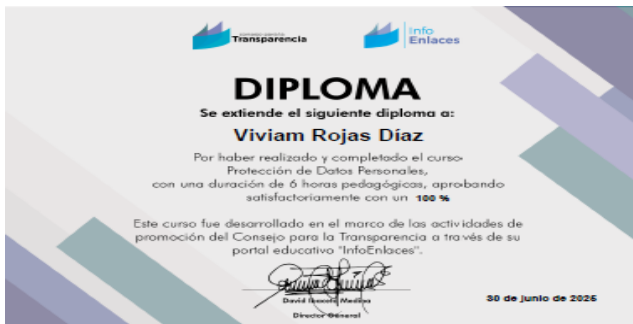 consejo para la
Transparencia
Info
Enlaces
DIPLOMA
Se extiende el siguiente diploma a:
Viviam Rojas Díaz
Por haber realizado y completado el curso
Protección de Datos Personales,
con una duración de 6 horas pedagógicas, aprobando
satisfactoriamente con un 100 %
Este curso fue desarrollado en el marco de las actividades de
promoción del Consejo para la Transparencia a través de su
portal educativo "InfoEnlaces".
David Ibaceta Medina
Director General
30 de junio de 2025